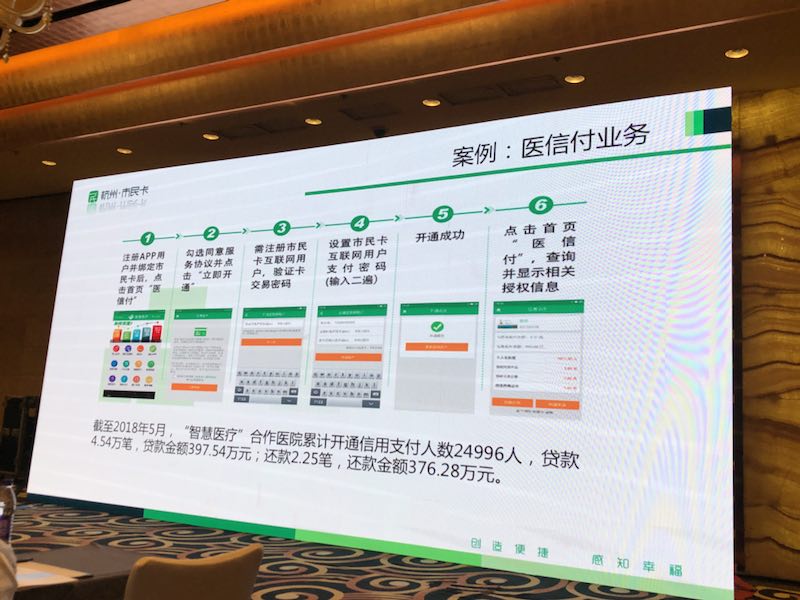 案例：医信付业务
杭州·市民卡
1
注册APP用
户并绑定市
民卡后，点
击首页“医
信付”
2
勾选同意服
务协议并点
击“立即开
通”
3
需注册市民
卡互联网用
户，验证卡
交易密码
4
设置市民卡
互联网用户
支付密码
(输入二遍)
5
开通成功
6
点击首页
“医信
付”，查询
并显示相关
授权信息
截至2018年5月，“智慧医疗”合作医院累计开通信用支付人数24996人，贷款
4.54万笔，贷款金额397.54万元；还款2.25笔，还款金额376.28万元。
创造便捷 感知幸福